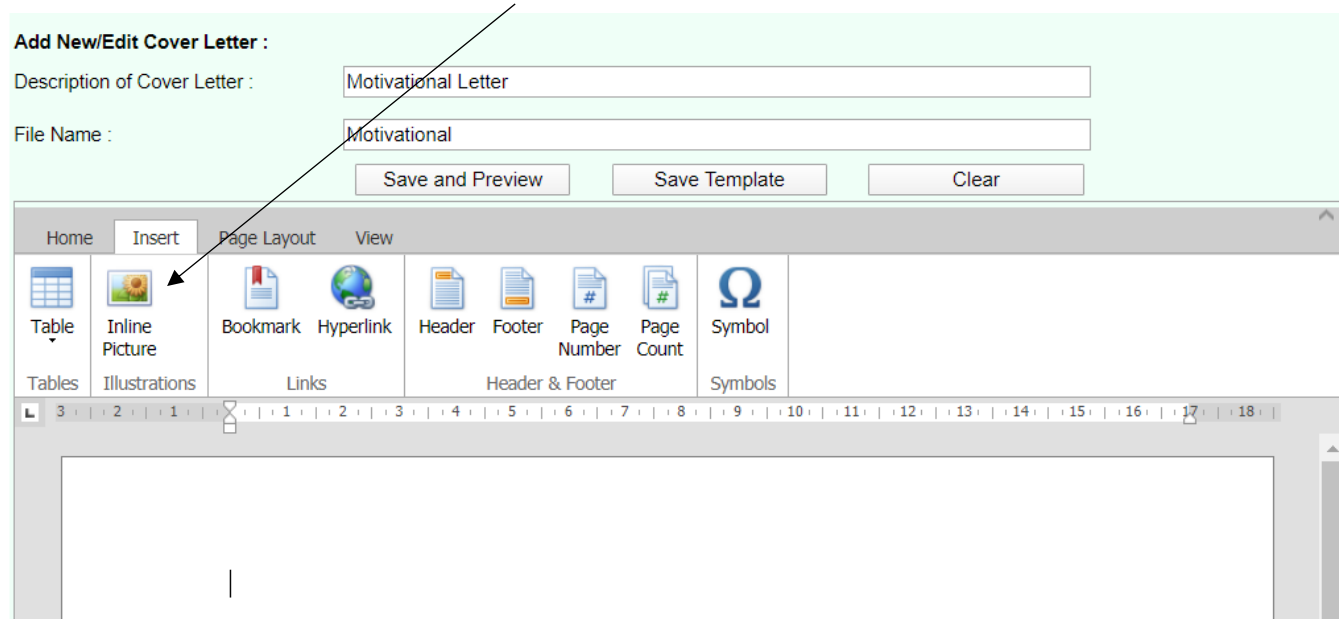 Add New/Edit Cover Letter :
Description of Cover Letter : Motivational Letter
File Name : Motivational
Save and Preview Save Template Clear
Home Insert Page Layout View
Table Inline Picture Bookmark Hyperlink Header Footer Page Number Page Count Symbol
Tables Illustrations Links Header & Footer Symbols
L 3 2 1 1 2 3 4 5 6 7 8 9 10 11 12 13 14 15 16 17 18